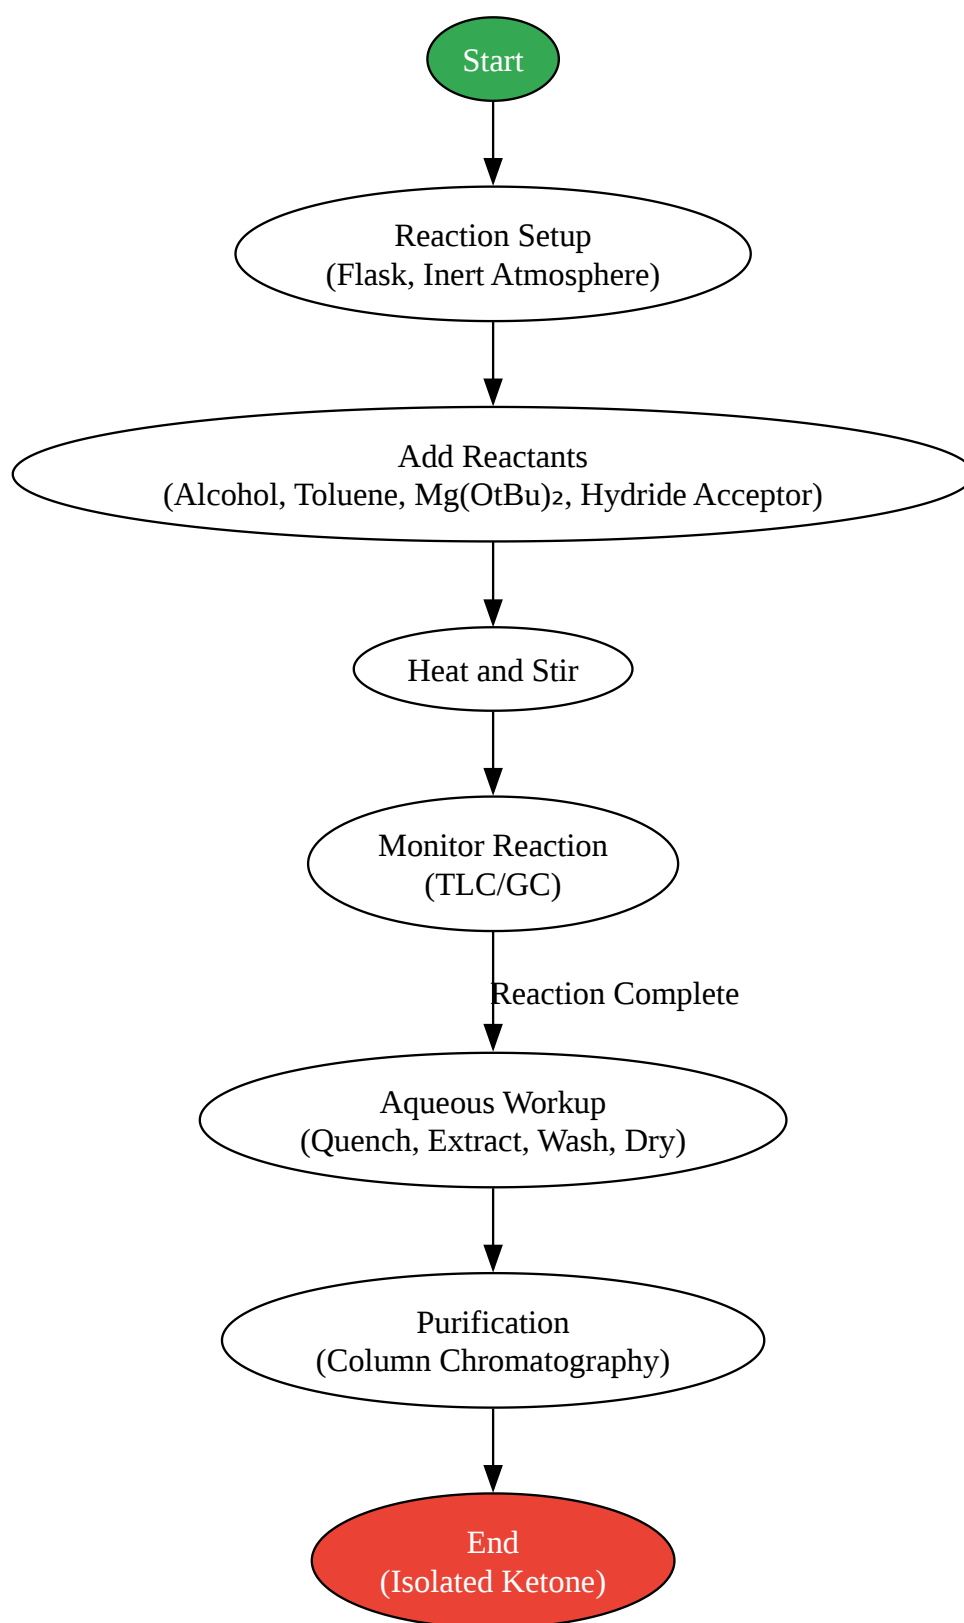 Start
Reaction Setup
(Flask, Inert Atmosphere)
Add Reactants
(Alcohol, Toluene, Mg(OtBu)₂, Hydride Acceptor)
Heat and Stir
Monitor Reaction
(TLC/GC)
Reaction Complete
Aqueous Workup
(Quench, Extract, Wash, Dry)
Purification
(Column Chromatography)
End
(Isolated Ketone)